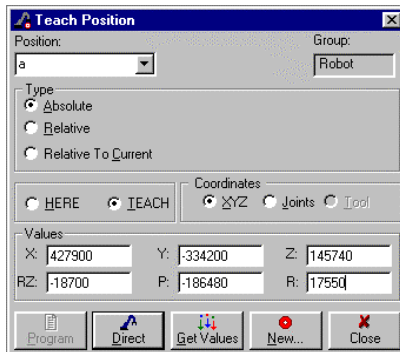 Teach Position
Position: Group:
a Robot
Type
Absolute
Relative
Relative To Current
Coordinates
HERE TEACH XYZ Joints Tool
Values
X: 427900 Y: -334200 Z: 145740
RZ: -18700 P: -186480 R: 17550
Program Direct Get Values New... Close